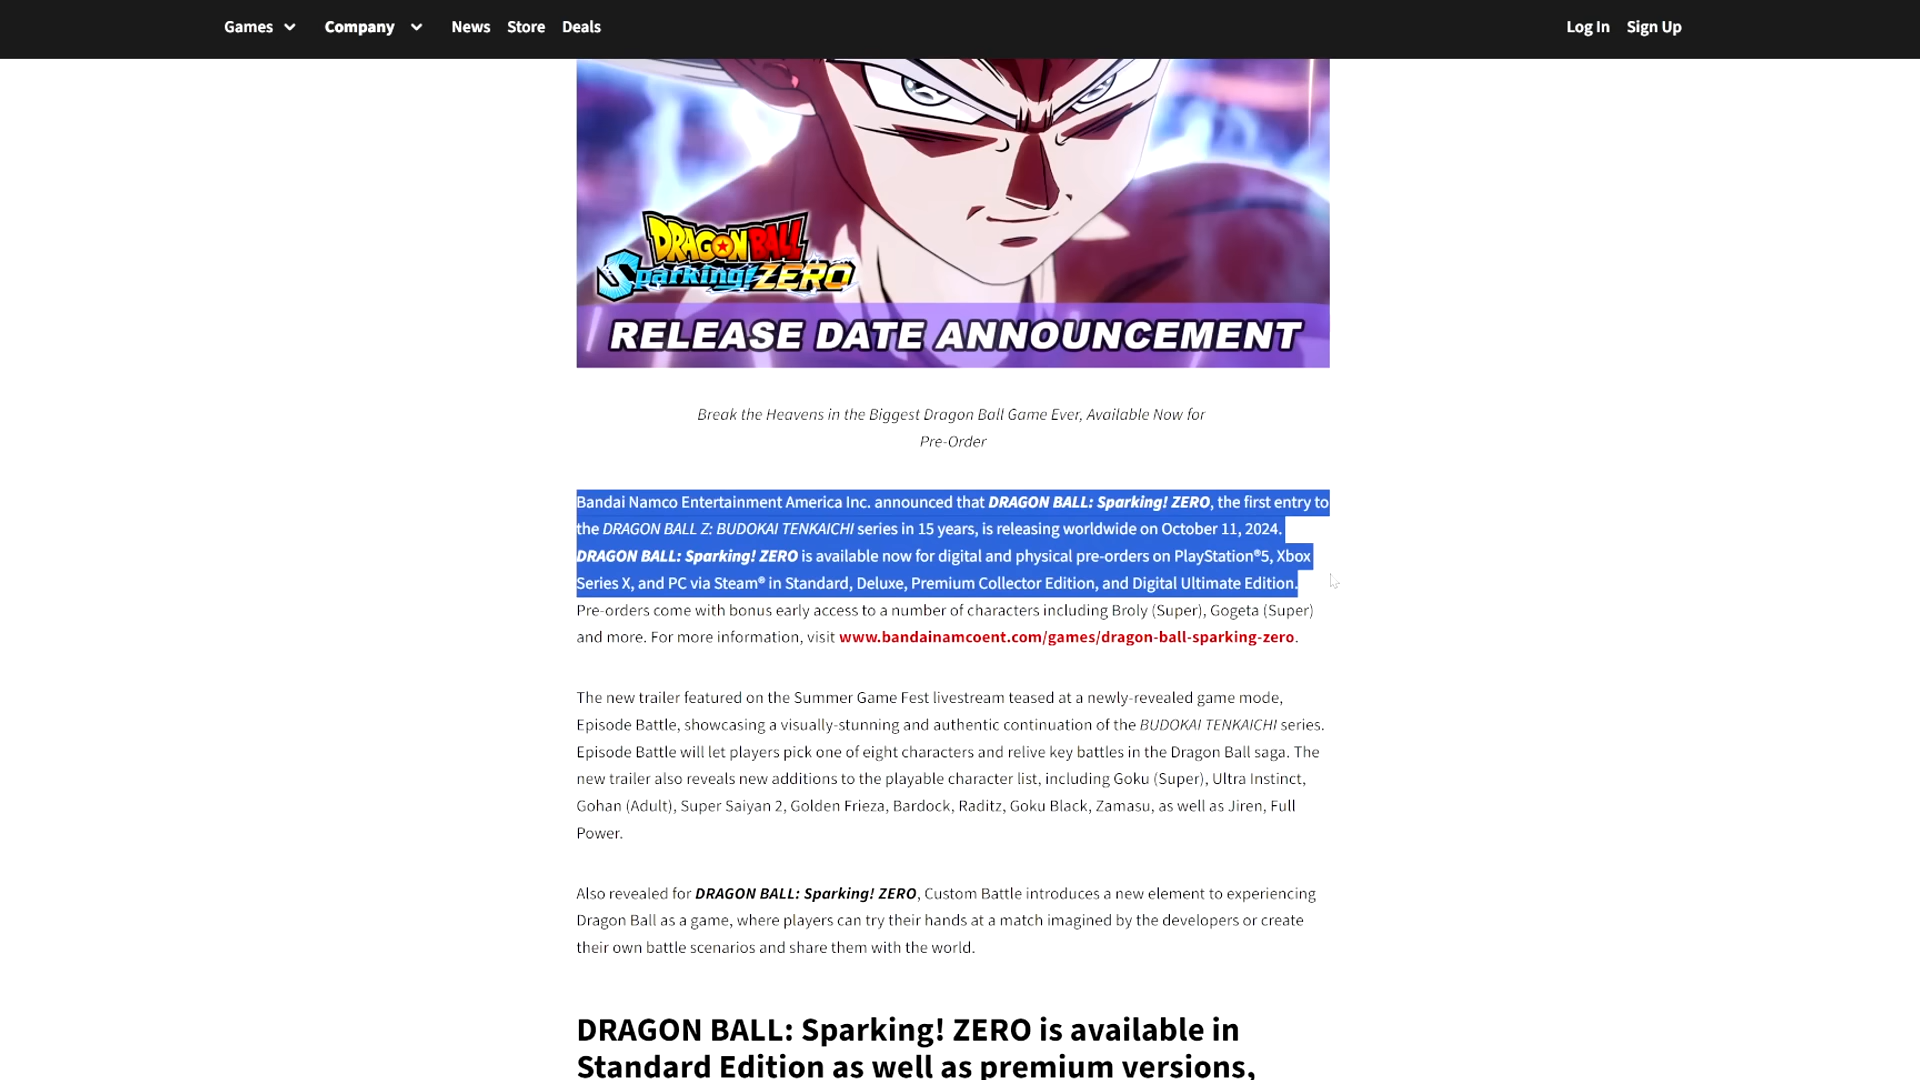 Games Company News Store Deals Log In Sign Up
DRAGON BALL
Sparking! ZERO
RELEASE DATE ANNOUNCEMENT
Break the Heavens in the Biggest Dragon Ball Game Ever, Available Now for
Pre-Order
Bandai Namco Entertainment America Inc. announced that DRAGON BALL: Sparking! ZERO, the first entry to
the DRAGON BALL Z: BUDOKAI TENKAICHI series in 15 years, is releasing worldwide on October 11, 2024.
DRAGON BALL: Sparking! ZERO is available now for digital and physical pre-orders on PlayStation®5, Xbox
Series X, and PC via Steam® in Standard, Deluxe, Premium Collector Edition, and Digital Ultimate Edition.
Pre-orders come with bonus early access to a number of characters including Broly (Super), Gogeta (Super)
and more. For more information, visit www.bandainamcoent.com/games/dragon-ball-sparking-zero.
The new trailer featured on the Summer Game Fest livestream teased at a newly-revealed game mode,
Episode Battle, showcasing a visually-stunning and authentic continuation of the BUDOKAI TENKAICHI series.
Episode Battle will let players pick one of eight characters and relive key battles in the Dragon Ball saga. The
new trailer also reveals new additions to the playable character list, including Goku (Super), Ultra Instinct,
Gohan (Adult), Super Saiyan 2, Golden Frieza, Bardock, Raditz, Goku Black, Zamasu, as well as Jiren, Full
Power.
Also revealed for DRAGON BALL: Sparking! ZERO, Custom Battle introduces a new element to experiencing
Dragon Ball as a game, where players can try their hands at a match imagined by the developers or create
their own battle scenarios and share them with the world.
DRAGON BALL: Sparking! ZERO is available in
Standard Edition as well as premium versions,